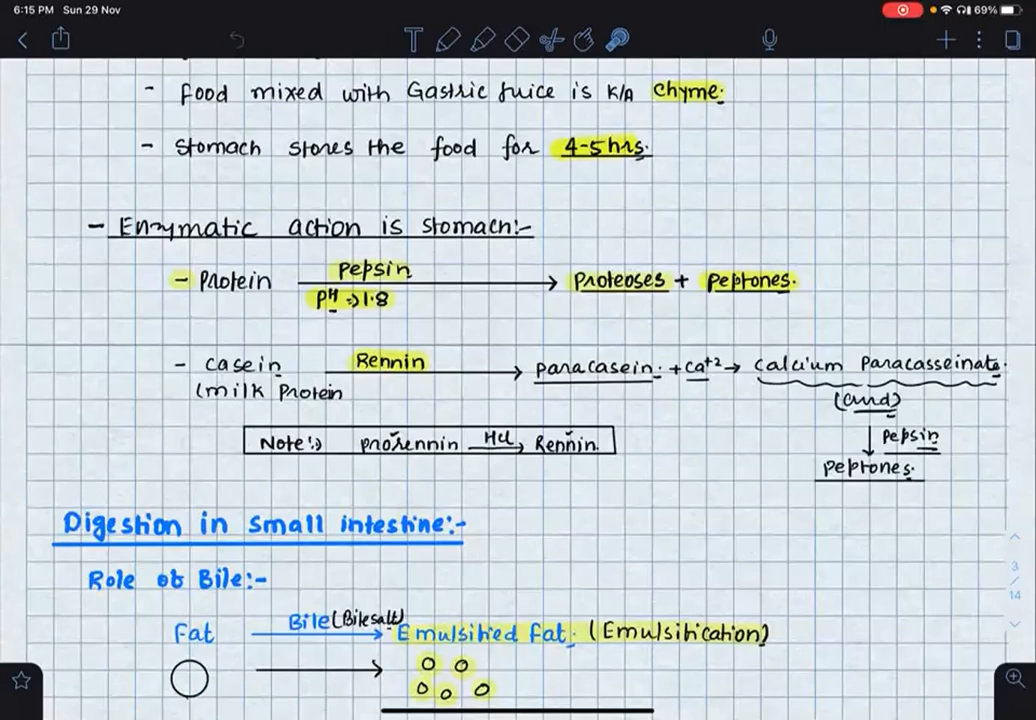 6:15 PM Sun 29 Nov
69%
- Food mixed with Gastric Juice is K/A chyme.
- Stomach stores the food for 4-5 hrs.
- Enzymatic action is stomach:-
- Protein Pepsin Proteoses + Peptones.
PH => 1.8
- casein Rennin paracasein. + ca+2 → calcium Paracasseinate.
(milk Protein
(curd)
Note:> prorennin HCl Rennin.
Pepsin
Peptones.
Digestion in small intestine:-
Role of Bile:-
Fat Bile (Bile salt) Emulsified Fat. (Emulsification)
3
/
14